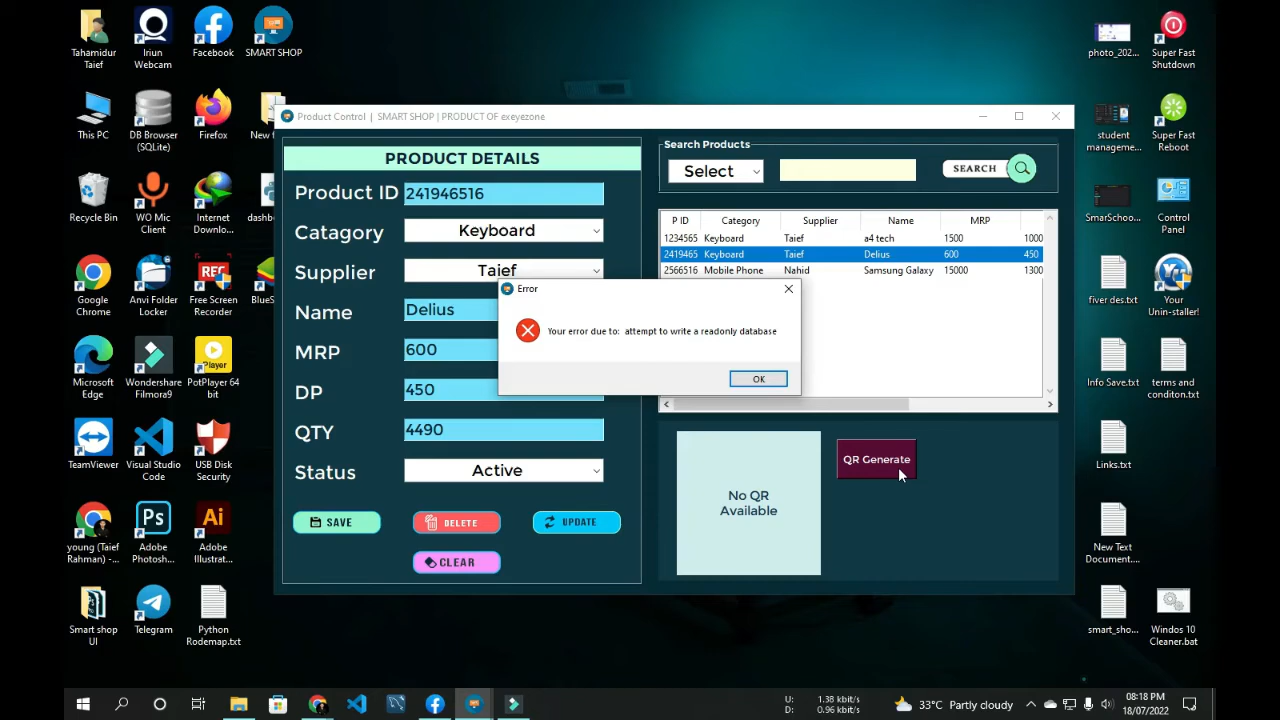 Tahamidur
Taief
Iriun
Webcam
Facebook
SMART SHOP
This PC
DB Browser
(SQLite)
Firefox
New f
Recycle Bin
WO Mic
Client
Internet
Downlo...
dashbo
Google
Chrome
Anvi Folder
Locker
Free Screen
Recorder
BlueS
Microsoft
Edge
Wondershare
Filmora9
PotPlayer 64
bit
TeamViewer
Visual Studio
Code
USB Disk
Security
young (Taief
Rahman) -...
Adobe
Photosh...
Adobe
Illustrat...
Smart shop
UI
Telegram
Python
Rodemap.txt
Product Control | SMART SHOP | PRODUCT OF exeyezone
PRODUCT DETAILS
Product ID 241946516
Catagory Keyboard
Supplier Taief
Name Delius
MRP 600
DP 450
QTY 4490
Status Active
SAVE DELETE UPDATE
CLEAR
Search Products
Select SEARCH
P ID Category Supplier Name MRP
1234565 Keyboard Taief a4 tech 1500 1000
2419465 Keyboard Taief Delius 600 450
2566516 Mobile Phone Nahid Samsung Galaxy 15000 1300
Error
Your error due to: attempt to write a readonly database
OK
No QR
Available
QR Generate
photo_202...
Super Fast
Shutdown
student
manageme...
Super Fast
Reboot
SmarSchoo...
Control
Panel
fiver des.txt
Your
Unin-staller!
Info Save.txt
terms and
conditon.txt
Links.txt
New Text
Document....
smart_sho...
Windos 10
Cleaner.bat
U: 1.38 kbit/s
D: 0.96 kbit/s
33°C Partly cloudy
08:18 PM
18/07/2022